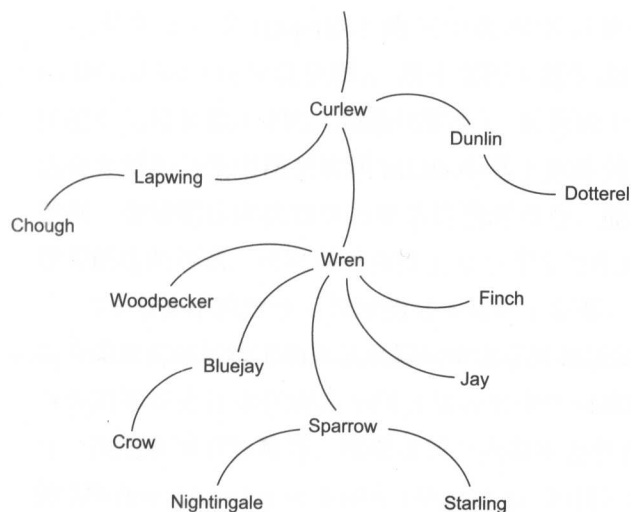 Curlew
Dunlin
Lapwing
Dotterel
Chough
Wren
Woodpecker
Finch
Bluejay
Jay
Crow
Sparrow
Nightingale
Starling